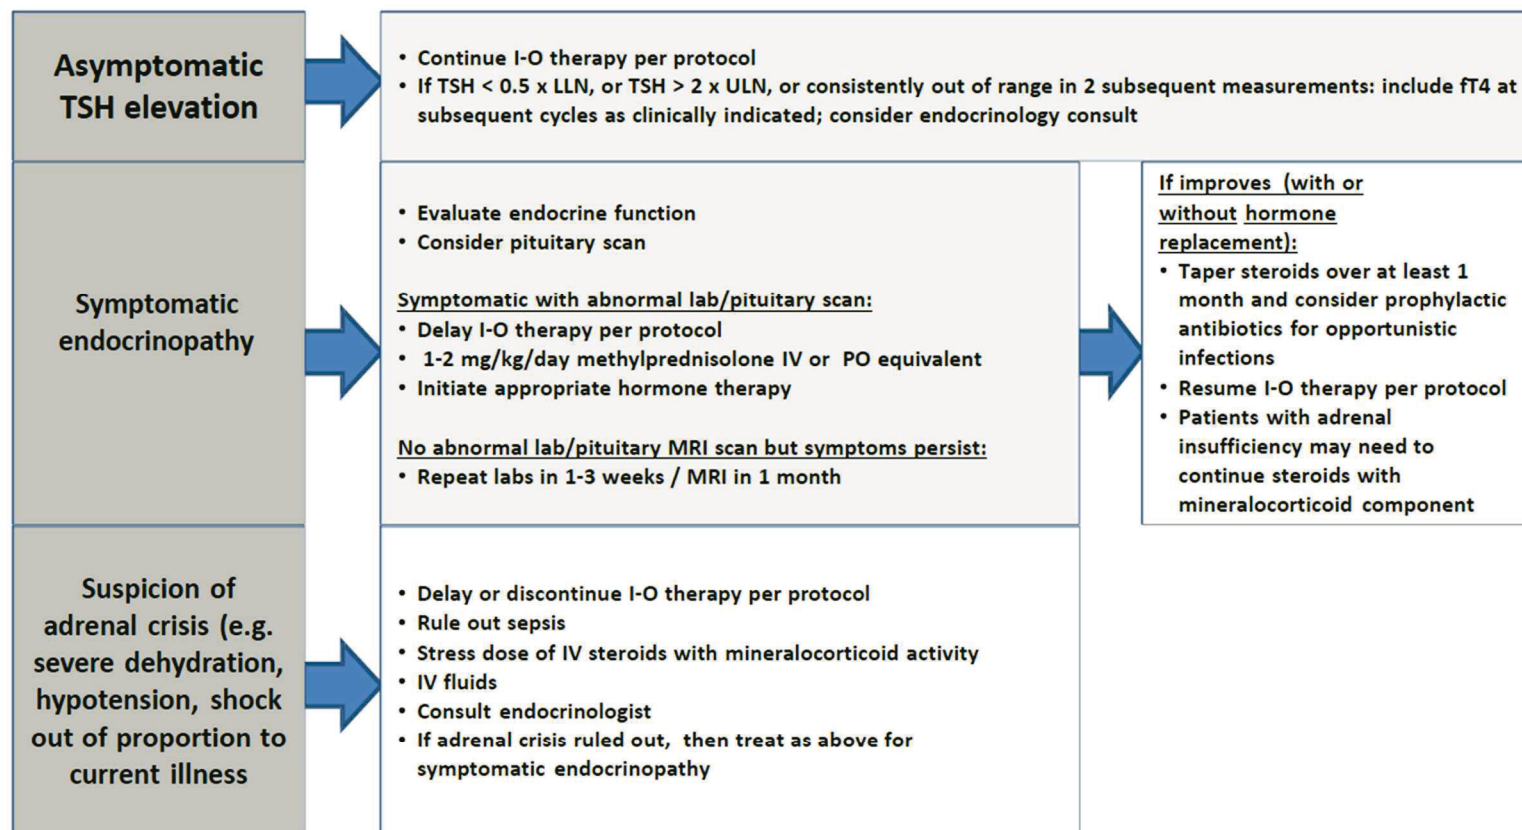 Asymptomatic
TSH elevation
• Continue I-O therapy per protocol
• If TSH < 0.5 x LLN, or TSH > 2 x ULN, or consistently out of range in 2 subsequent measurements: include fT4 at
subsequent cycles as clinically indicated; consider endocrinology consult
Symptomatic
endocrinopathy
• Evaluate endocrine function
• Consider pituitary scan
Symptomatic with abnormal lab/pituitary scan:
• Delay I-O therapy per protocol
• 1-2 mg/kg/day methylprednisolone IV or PO equivalent
• Initiate appropriate hormone therapy
No abnormal lab/pituitary MRI scan but symptoms persist:
• Repeat labs in 1-3 weeks / MRI in 1 month
If improves (with or
without hormone
replacement):
• Taper steroids over at least 1
month and consider prophylactic
antibiotics for opportunistic
infections
• Resume I-O therapy per protocol
• Patients with adrenal
insufficiency may need to
continue steroids with
mineralocorticoid component
Suspicion of
adrenal crisis (e.g.
severe dehydration,
hypotension, shock
out of proportion to
current illness
• Delay or discontinue I-O therapy per protocol
• Rule out sepsis
• Stress dose of IV steroids with mineralocorticoid activity
• IV fluids
• Consult endocrinologist
• If adrenal crisis ruled out, then treat as above for
symptomatic endocrinopathy